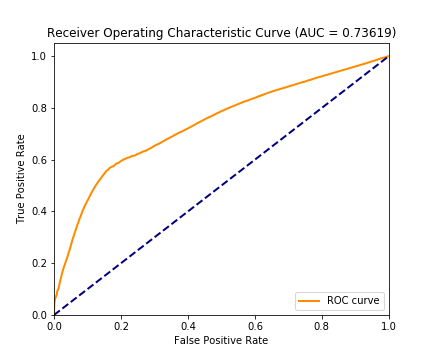 Receiver Operating Characteristic Curve (AUC = 0.73619)
1.0
0.8
0.6
0.4
0.2
0.0
True Positive Rate
ROC curve
0.0 0.2 0.4 0.6 0.8 1.0
False Positive Rate